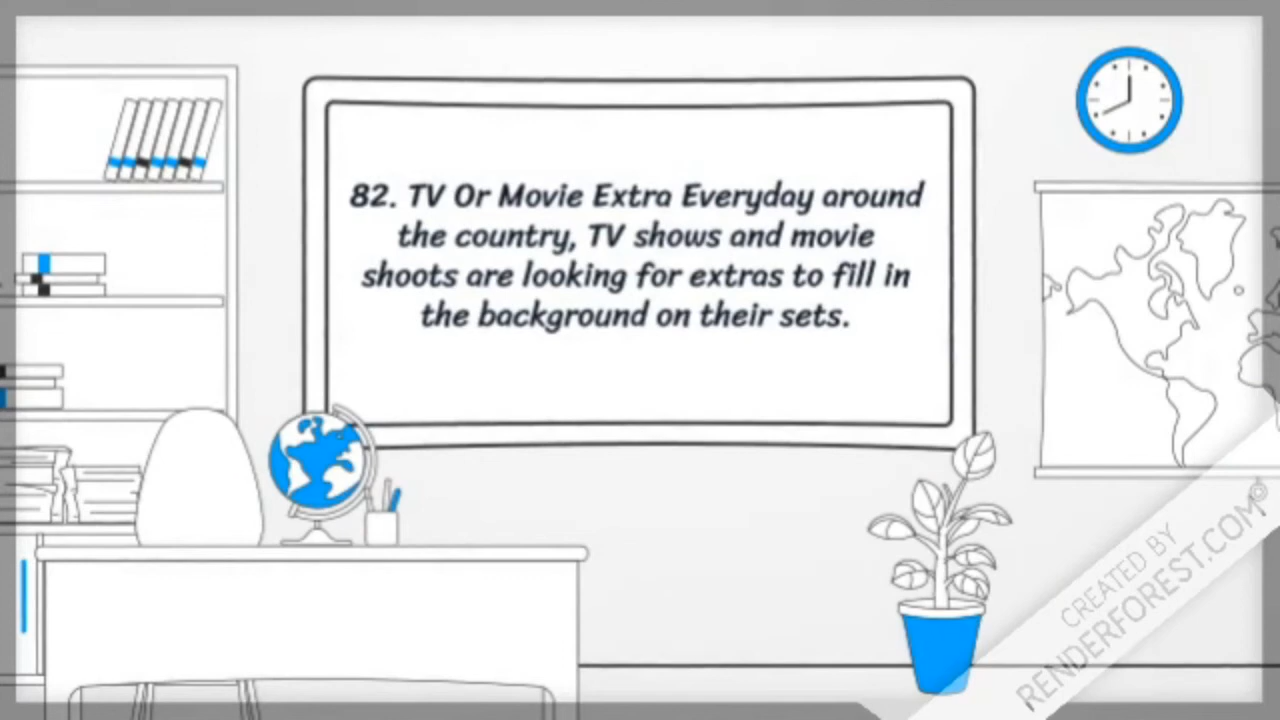 82. TV Or Movie Extra Everyday around
the country, TV shows and movie
shoots are looking for extras to fill in
the background on their sets.
CREATED BY
RENDERFOREST.COM